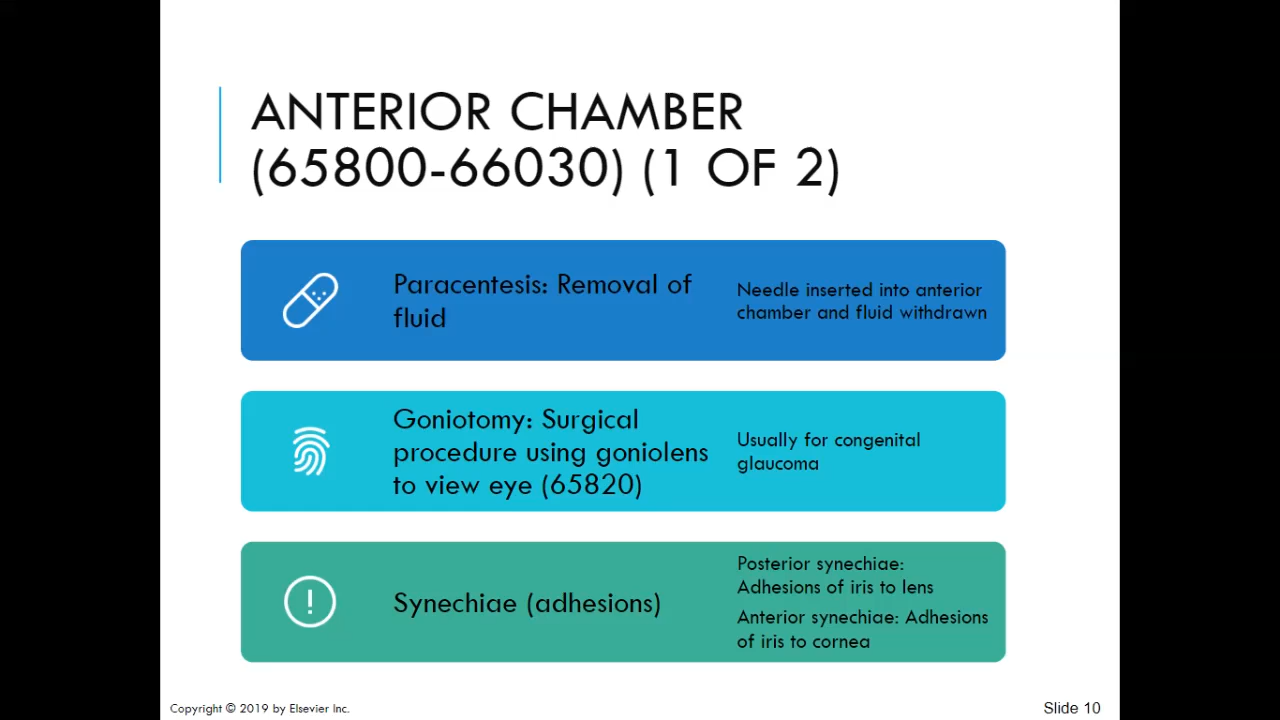 ANTERIOR CHAMBER
(65800-66030) (1 OF 2)
Paracentesis: Removal of
fluid
Needle inserted into anterior
chamber and fluid withdrawn
Goniotomy: Surgical
procedure using goniolens
to view eye (65820)
Usually for congenital
glaucoma
Synechiae (adhesions)
Posterior synechiae:
Adhesions of iris to lens
Anterior synechiae: Adhesions
of iris to cornea
Copyright © 2019 by Elsevier Inc.
Slide 10